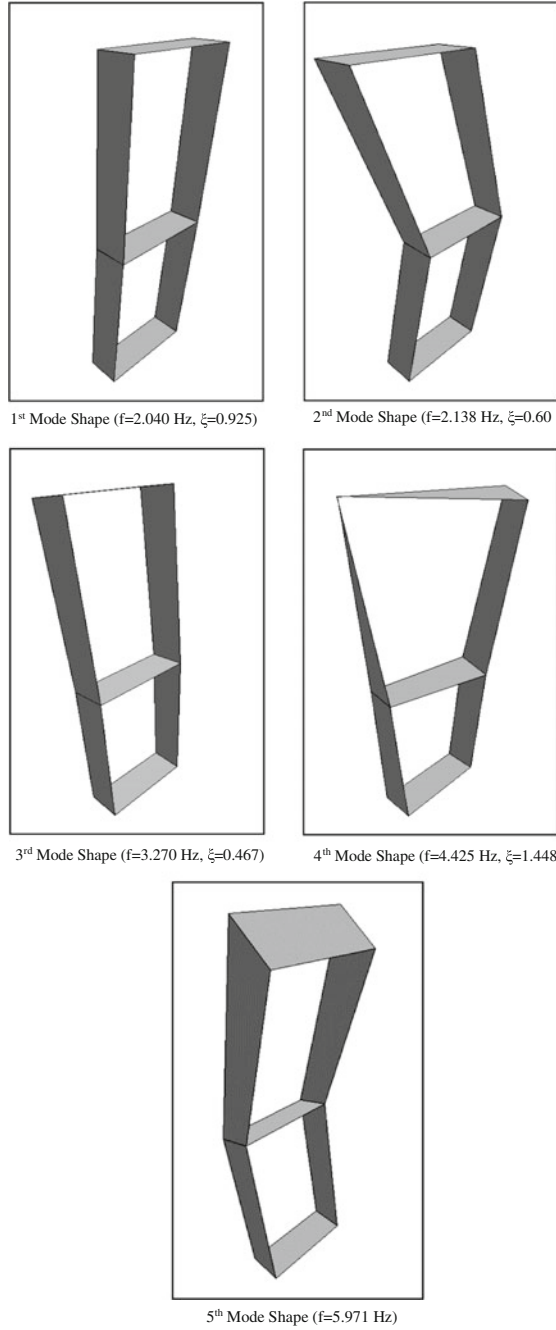 1st Mode Shape (f=2.040 Hz, ξ=0.925)
2nd Mode Shape (f=2.138 Hz, ξ=0.60
3rd Mode Shape (f=3.270 Hz, ξ=0.467)
4th Mode Shape (f=4.425 Hz, ξ=1.448
5th Mode Shape (f=5.971 Hz)